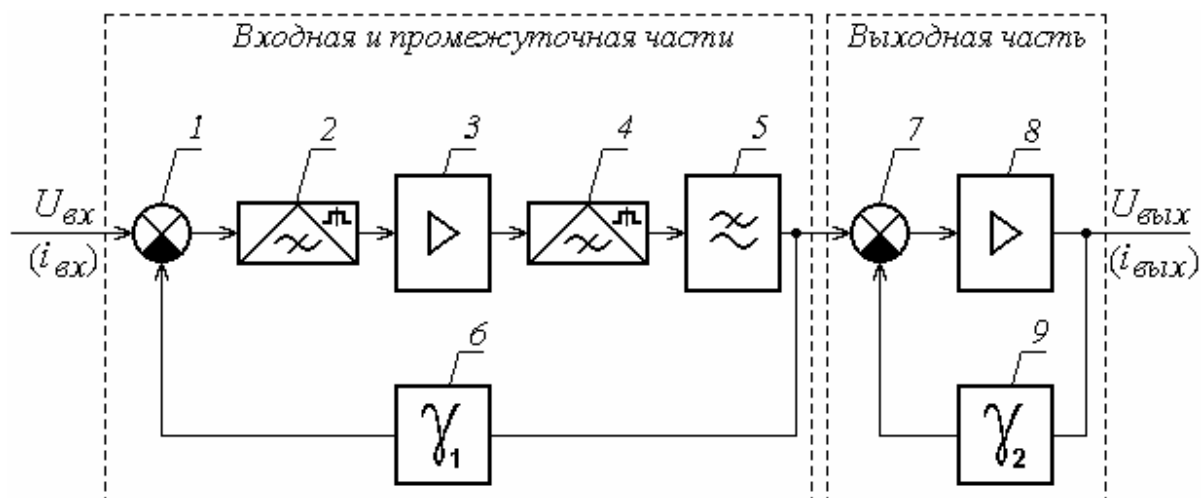 Входная и промежуточная части
Выходная часть
1
2
3
4
5
7
8
U вх
(i вх)
U вых
(i вых)
6
9
γ1
γ2